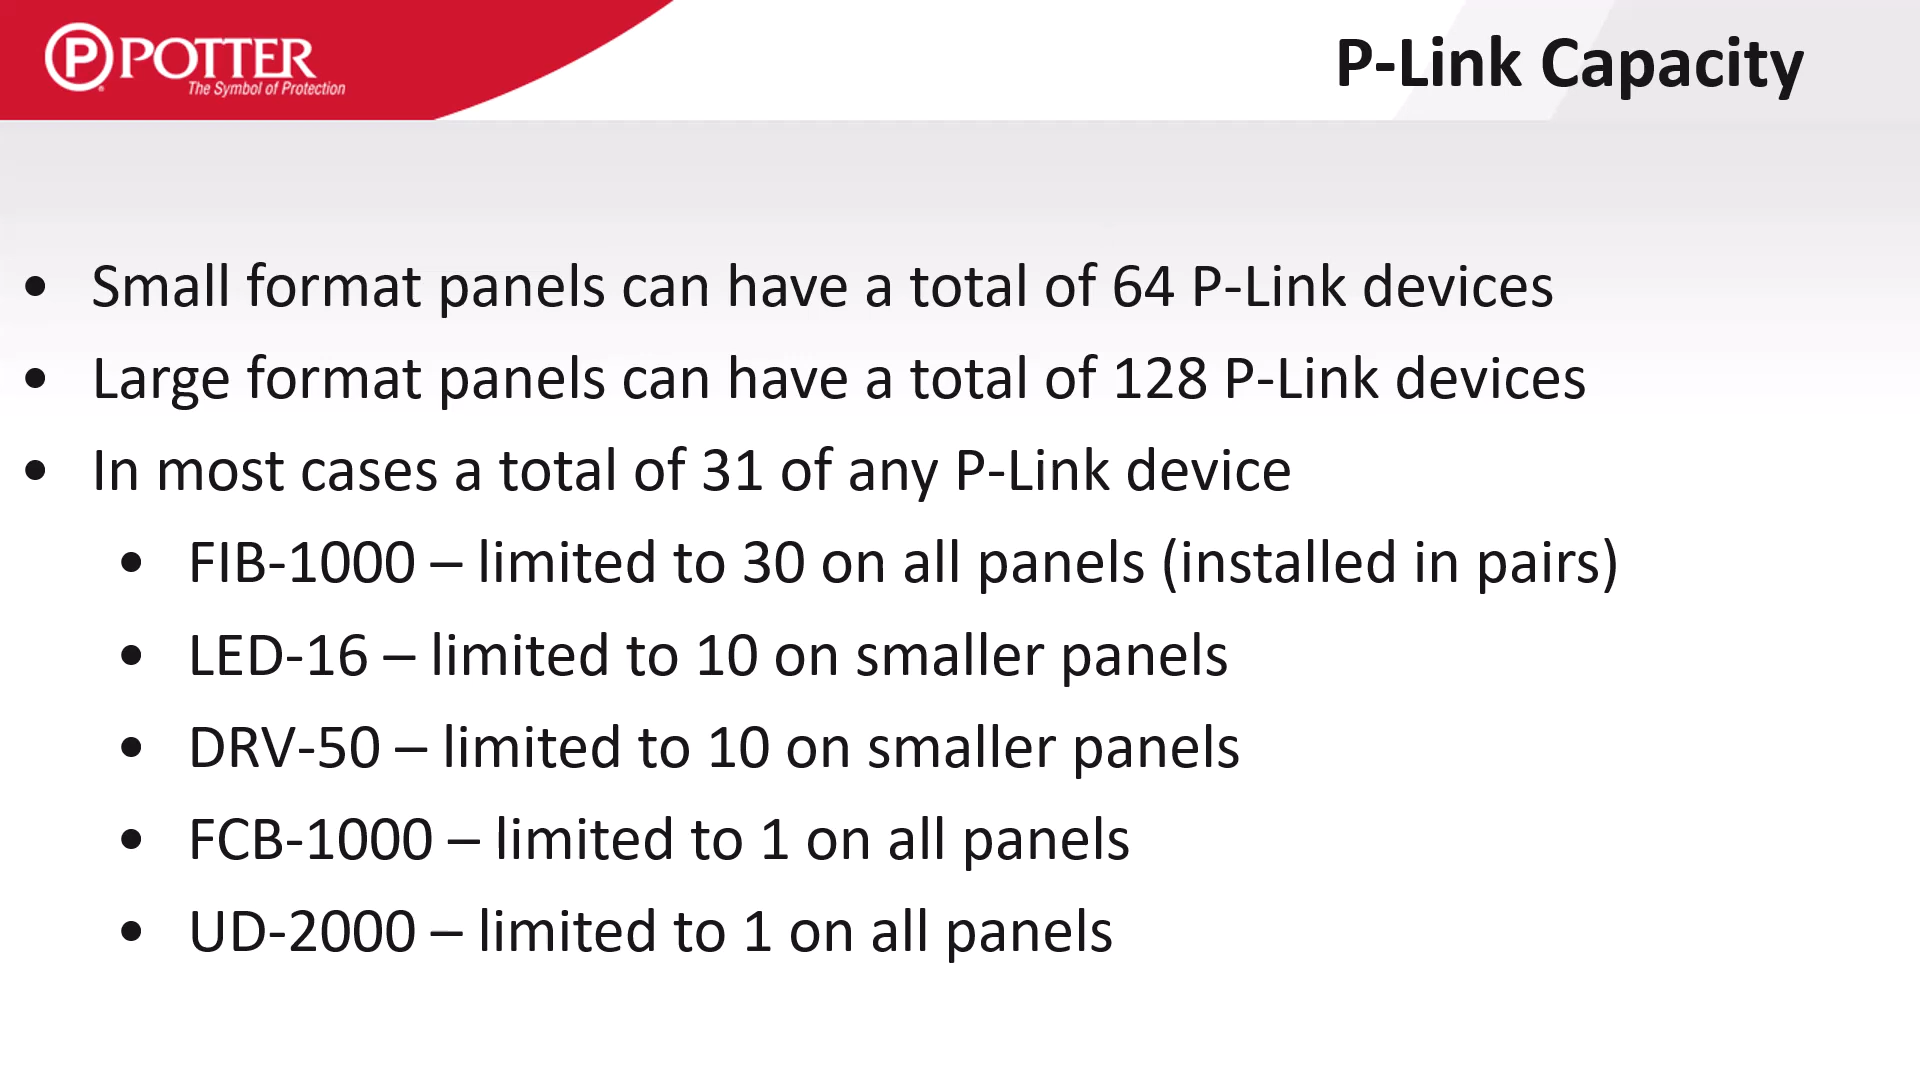 P POTTER
The Symbol of Protection
P-Link Capacity
• Small format panels can have a total of 64 P-Link devices
• Large format panels can have a total of 128 P-Link devices
• In most cases a total of 31 of any P-Link device
• FIB-1000 – limited to 30 on all panels (installed in pairs)
• LED-16 – limited to 10 on smaller panels
• DRV-50 – limited to 10 on smaller panels
• FCB-1000 – limited to 1 on all panels
• UD-2000 – limited to 1 on all panels